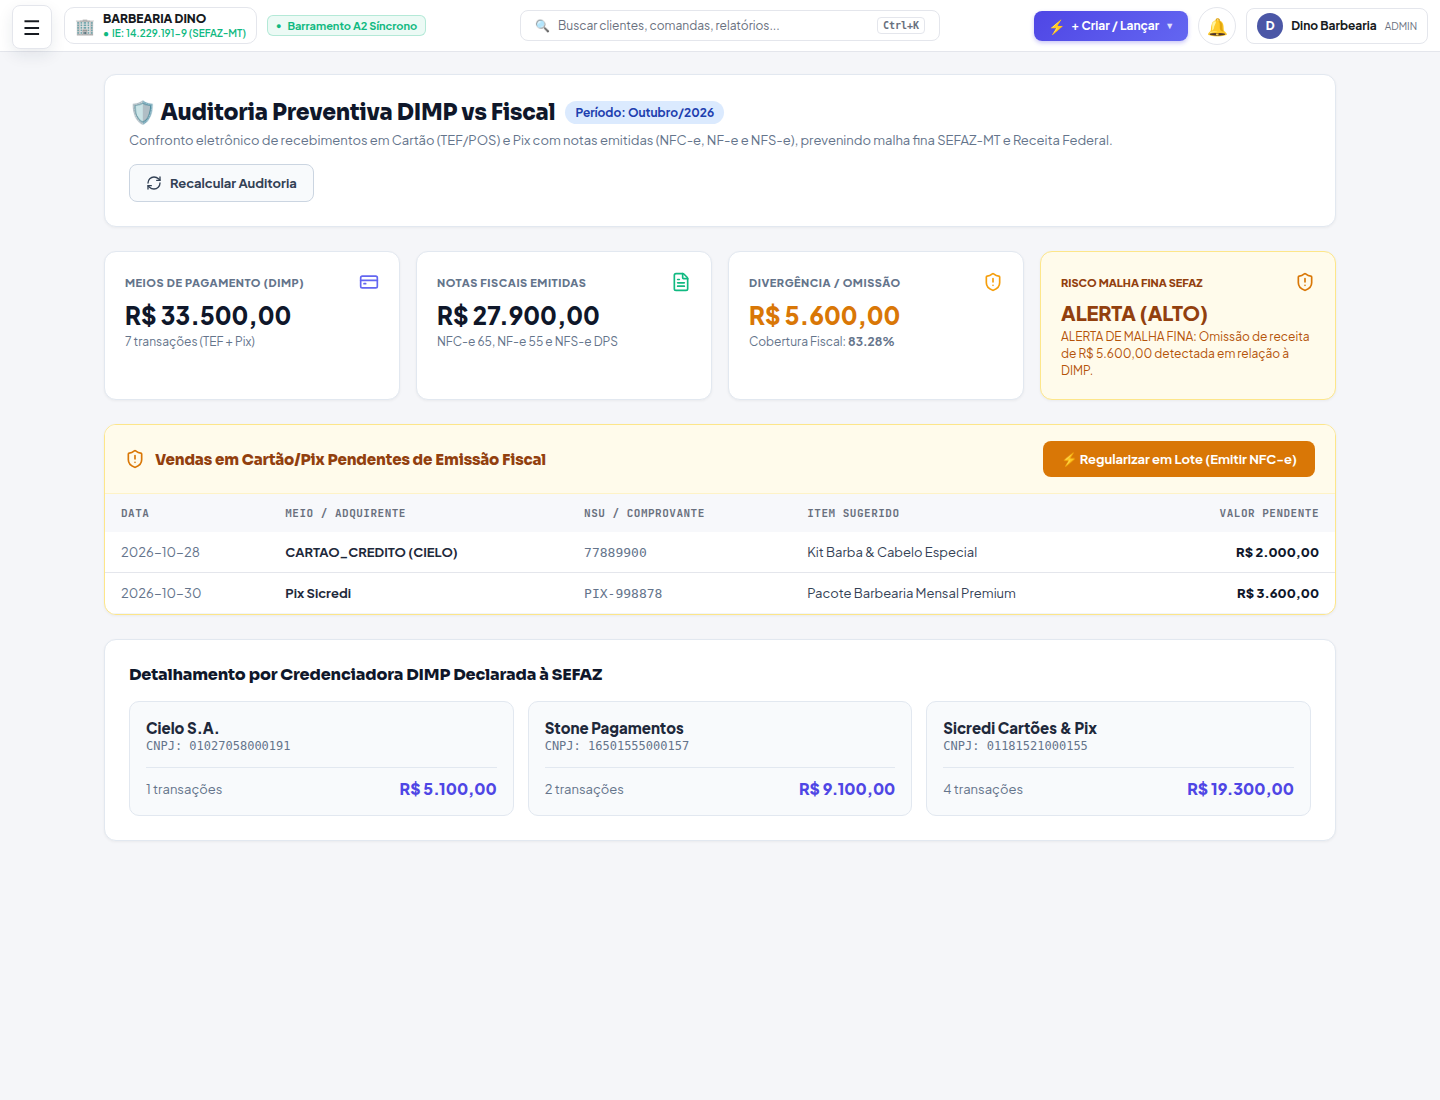 BARBEARIA DINO
● IE: 14.229.191-9 (SEFAZ-MT)
● Barramento A2 Síncrono
Buscar clientes, comandas, relatórios...
Ctrl+K
⚡ + Criar / Lançar ▼
D
Dino Barbearia ADMIN
Auditoria Preventiva DIMP vs Fiscal
Período: Outubro/2026
Confronto eletrônico de recebimentos em Cartão (TEF/POS) e Pix com notas emitidas (NFC-e, NF-e e NFS-e), prevenindo malha fina SEFAZ-MT e Receita Federal.
Recalcular Auditoria
MEIOS DE PAGAMENTO (DIMP)
R$ 33.500,00
7 transações (TEF + Pix)
NOTAS FISCAIS EMITIDAS
R$ 27.900,00
NFC-e 65, NF-e 55 e NFS-e DPS
DIVERGÊNCIA / OMISSÃO
R$ 5.600,00
Cobertura Fiscal: 83.28%
RISCO MALHA FINA SEFAZ
ALERTA (ALTO)
ALERTA DE MALHA FINA: Omissão de receita
de R$ 5.600,00 detectada em relação à
DIMP.
Vendas em Cartão/Pix Pendentes de Emissão Fiscal
⚡ Regularizar em Lote (Emitir NFC-e)
DATA MEIO / ADQUIRENTE NSU / COMPROVANTE ITEM SUGERIDO VALOR PENDENTE
2026-10-28 CARTAO_CREDITO (CIELO) 77889900 Kit Barba & Cabelo Especial R$ 2.000,00
2026-10-30 Pix Sicredi PIX-998878 Pacote Barbearia Mensal Premium R$ 3.600,00
Detalhamento por Credenciadora DIMP Declarada à SEFAZ
Cielo S.A.
CNPJ: 01027058000191
1 transações R$ 5.100,00
Stone Pagamentos
CNPJ: 16501555000157
2 transações R$ 9.100,00
Sicredi Cartões & Pix
CNPJ: 01181521000155
4 transações R$ 19.300,00